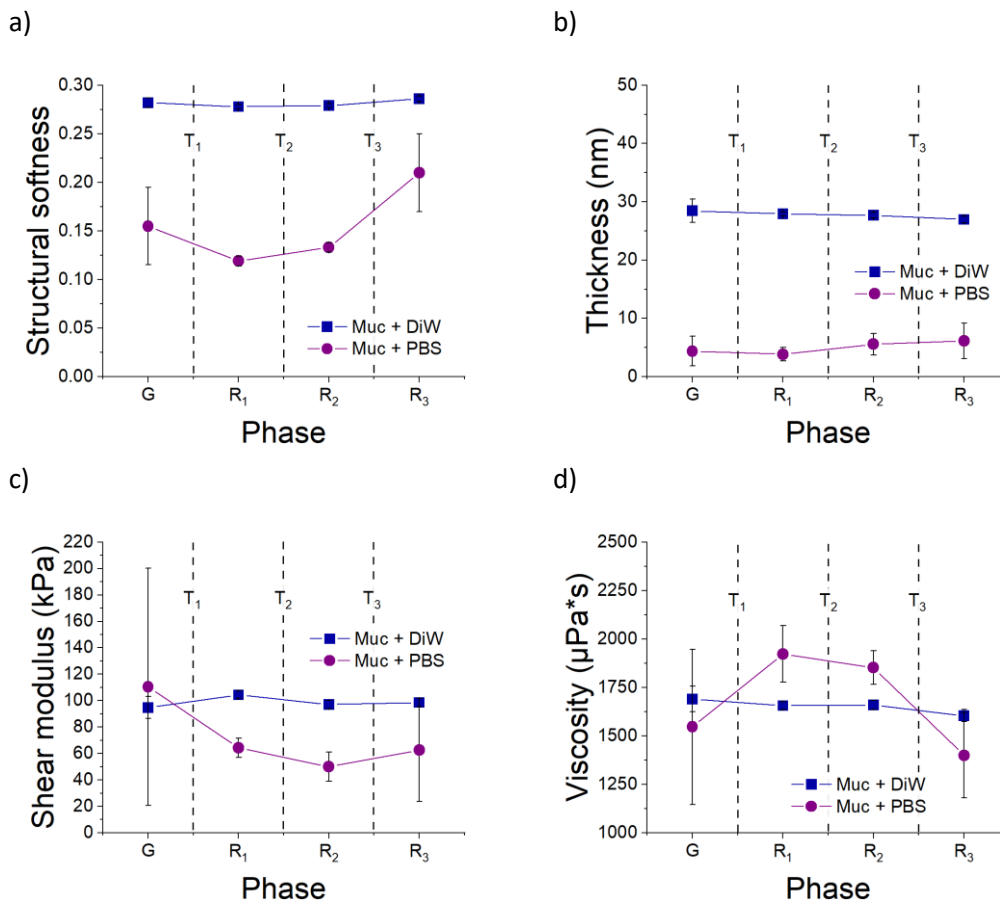 a)
0.30
0.25
0.20
0.15
0.10
0.05
0.00
Structural softness
T₁
T₂
T₃
Muc + DiW
Muc + PBS
G
R₁
R₂
R₃
Phase
b)
50
40
30
20
10
0
Thickness (nm)
T₁
T₂
T₃
Muc + DiW
Muc + PBS
G
R₁
R₂
R₃
Phase
c)
220
200
180
160
140
120
100
80
60
40
20
0
Shear modulus (kPa)
T₁
T₂
T₃
Muc + DiW
Muc + PBS
G
R₁
R₂
R₃
Phase
d)
2500
2250
2000
1750
1500
1250
1000
Viscosity (µPa*s)
T₁
T₂
T₃
Muc + DiW
Muc + PBS
G
R₁
R₂
R₃
Phase